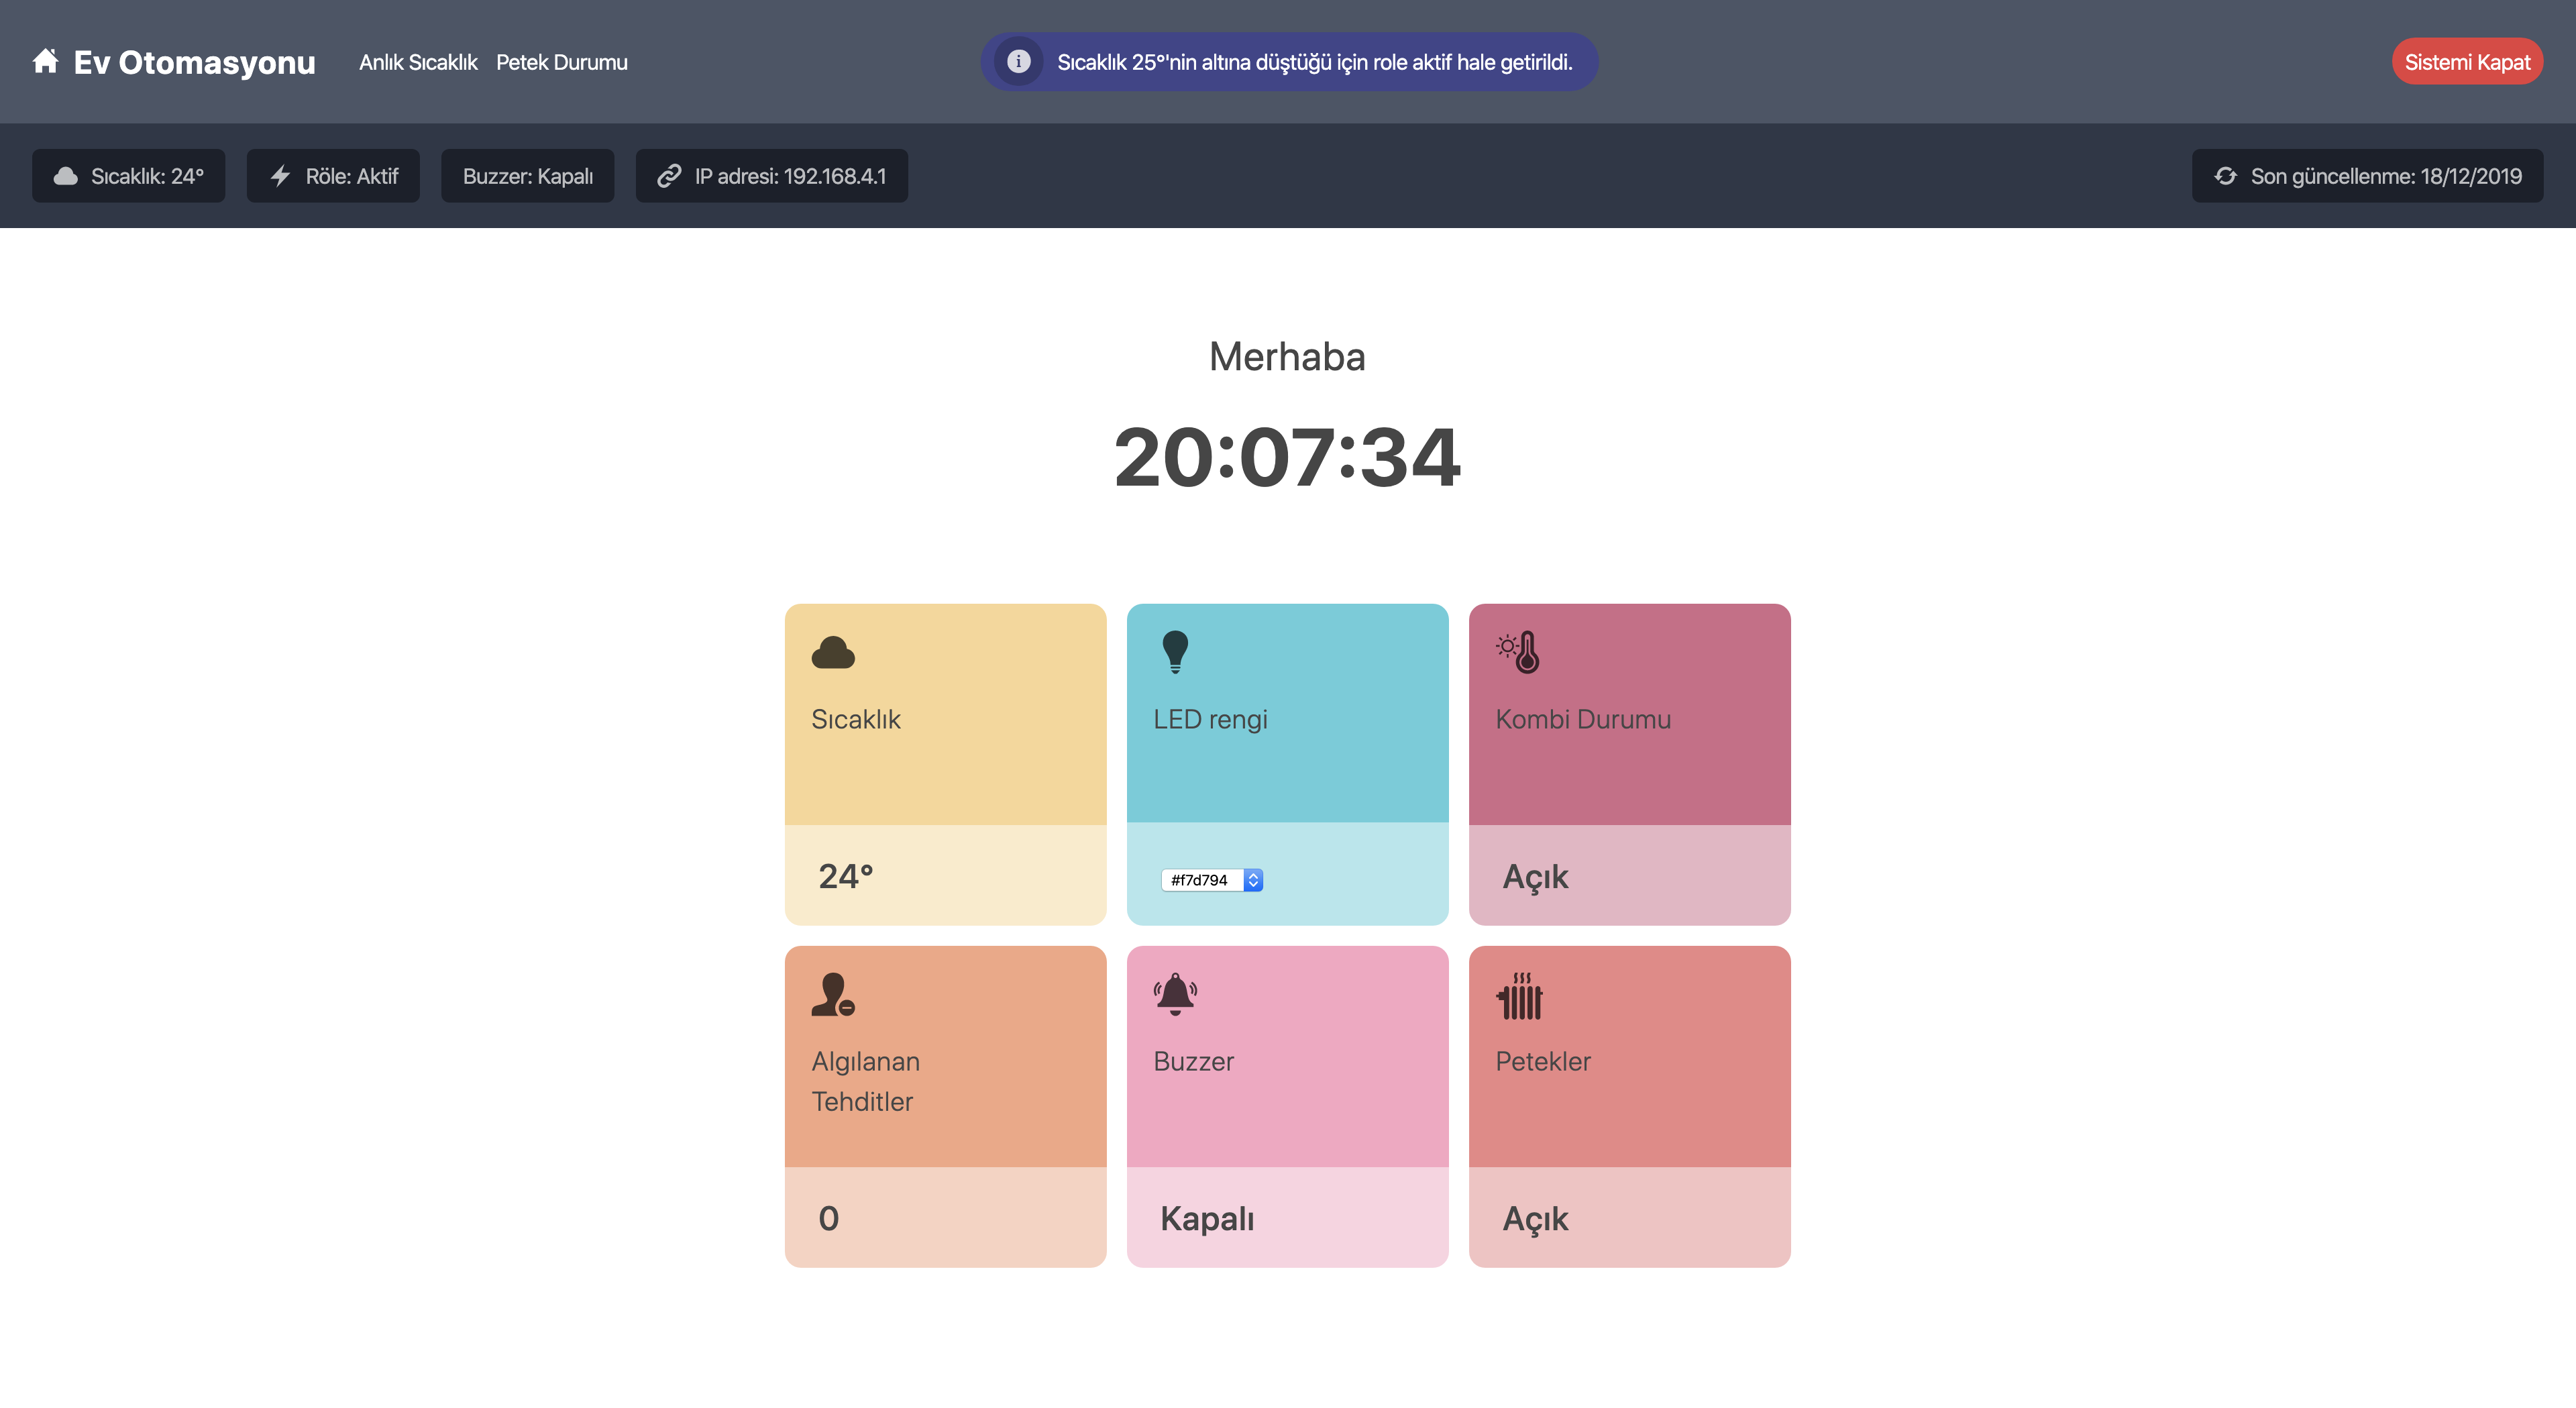 Ev Otomasyonu
Anlık Sıcaklık
Petek Durumu
Sıcaklık 25°'nin altına düştüğü için role aktif hale getirildi.
Sistemi Kapat
Sıcaklık: 24°
Röle: Aktif
Buzzer: Kapalı
IP adresi: 192.168.4.1
Son güncellenme: 18/12/2019
Merhaba
20:07:34
Sıcaklık
24°
LED rengi
#f7d794
Kombi Durumu
Açık
Algılanan
Tehditler
0
Buzzer
Kapalı
Petekler
Açık